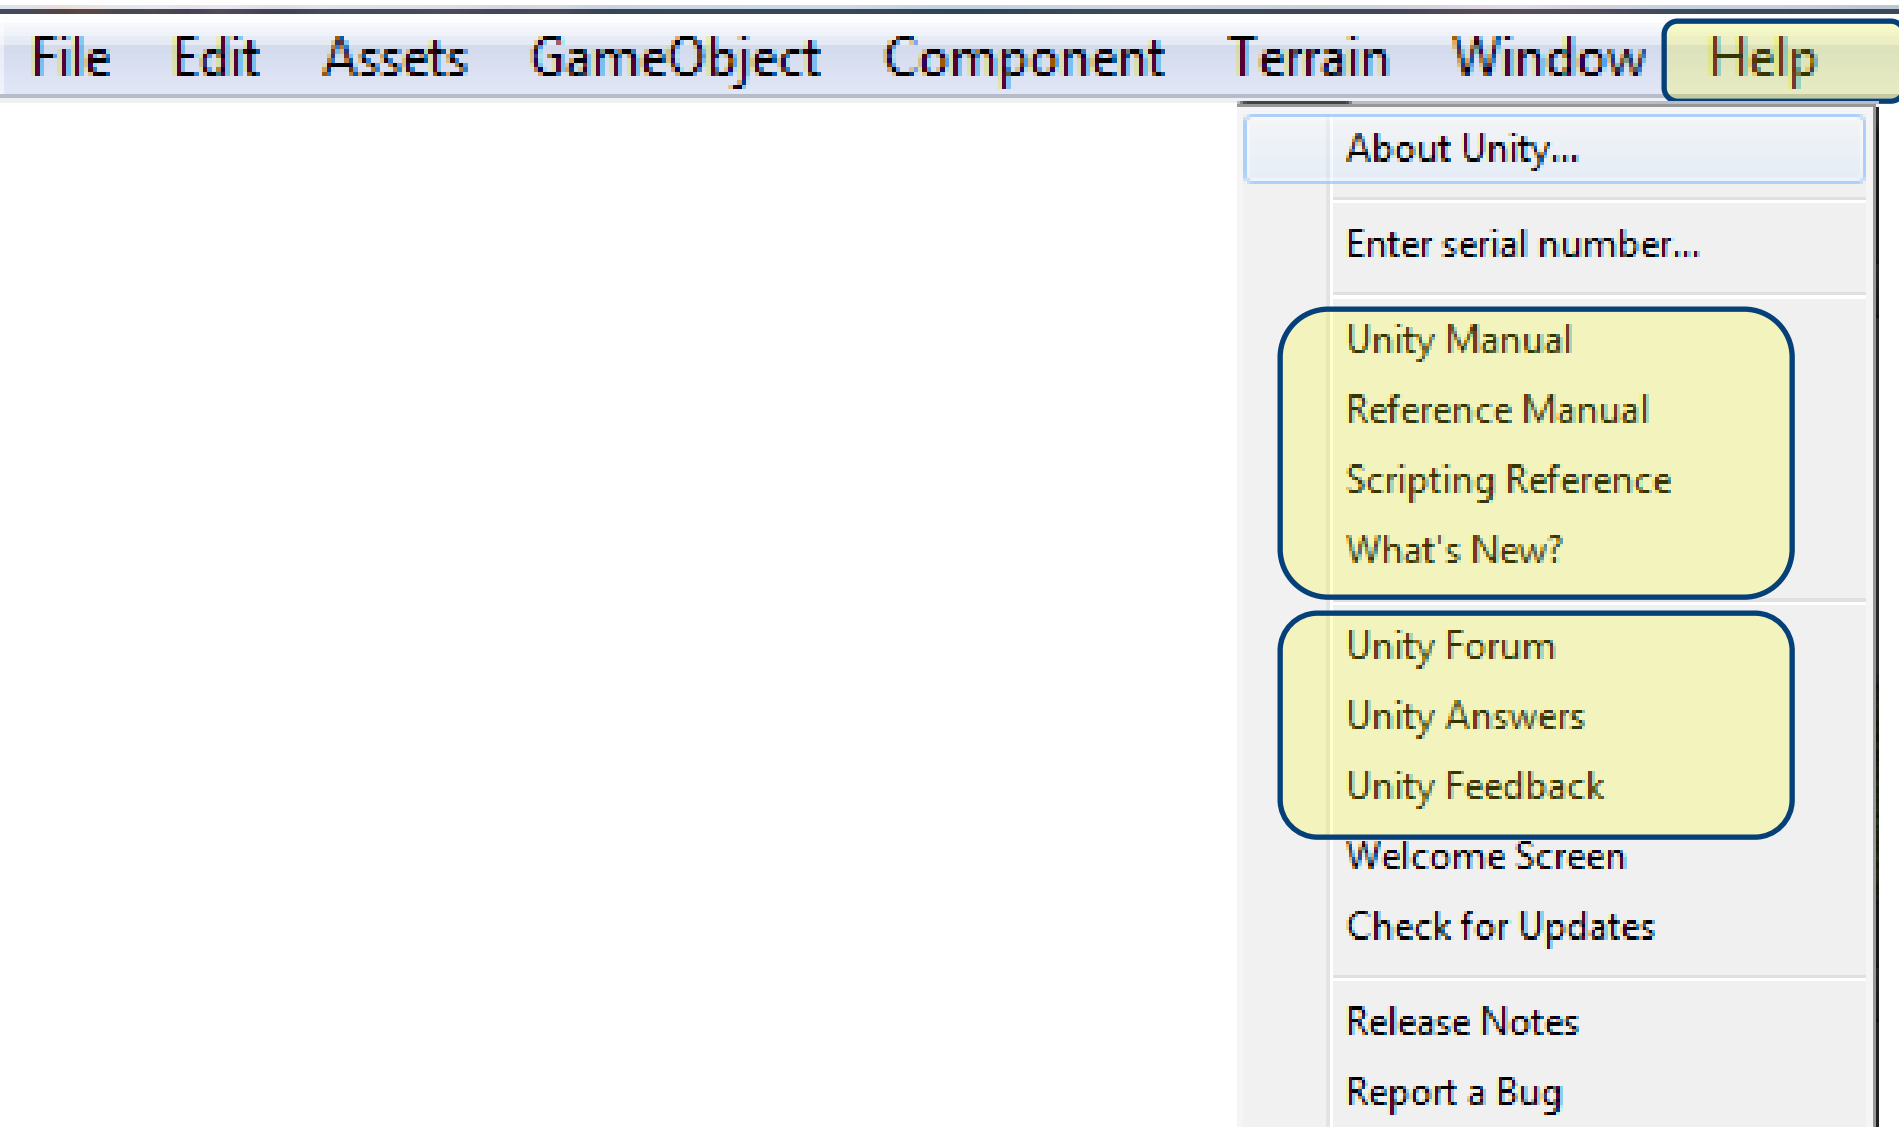 File Edit Assets GameObject Component Terrain Window Help
About Unity...
Enter serial number...
Unity Manual
Reference Manual
Scripting Reference
What's New?
Unity Forum
Unity Answers
Unity Feedback
Welcome Screen
Check for Updates
Release Notes
Report a Bug